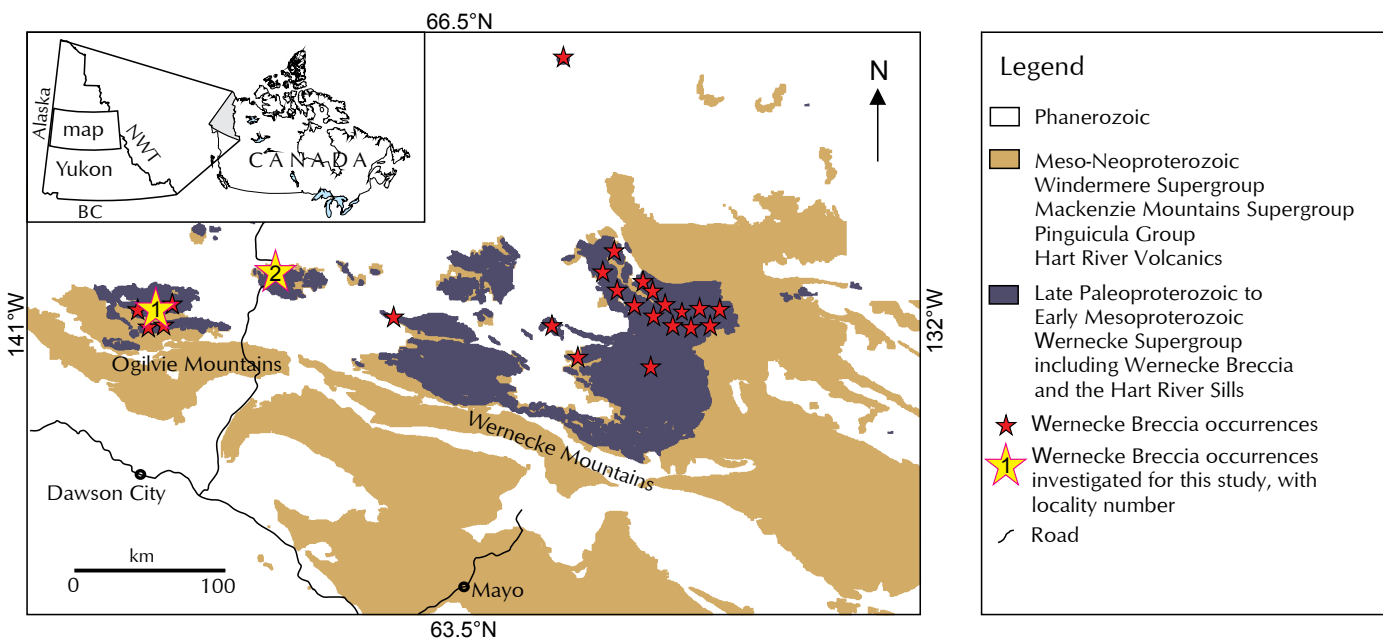 66.5°N
Alaska
map
NWT
Yukon
BC
CANADA
N
141°W
132°W
2
1
Ogilvie Mountains
Wernecke Mountains
Dawson City
km
0 100
Mayo
63.5°N
Legend
Phanerozoic
Meso-Neoproterozoic
Windermere Supergroup
Mackenzie Mountains Supergroup
Pinguicula Group
Hart River Volcanics
Late Paleoproterozoic to
Early Mesoproterozoic
Wernecke Supergroup
including Wernecke Breccia
and the Hart River Sills
Wernecke Breccia occurrences
1
Wernecke Breccia occurrences
investigated for this study, with
locality number
Road